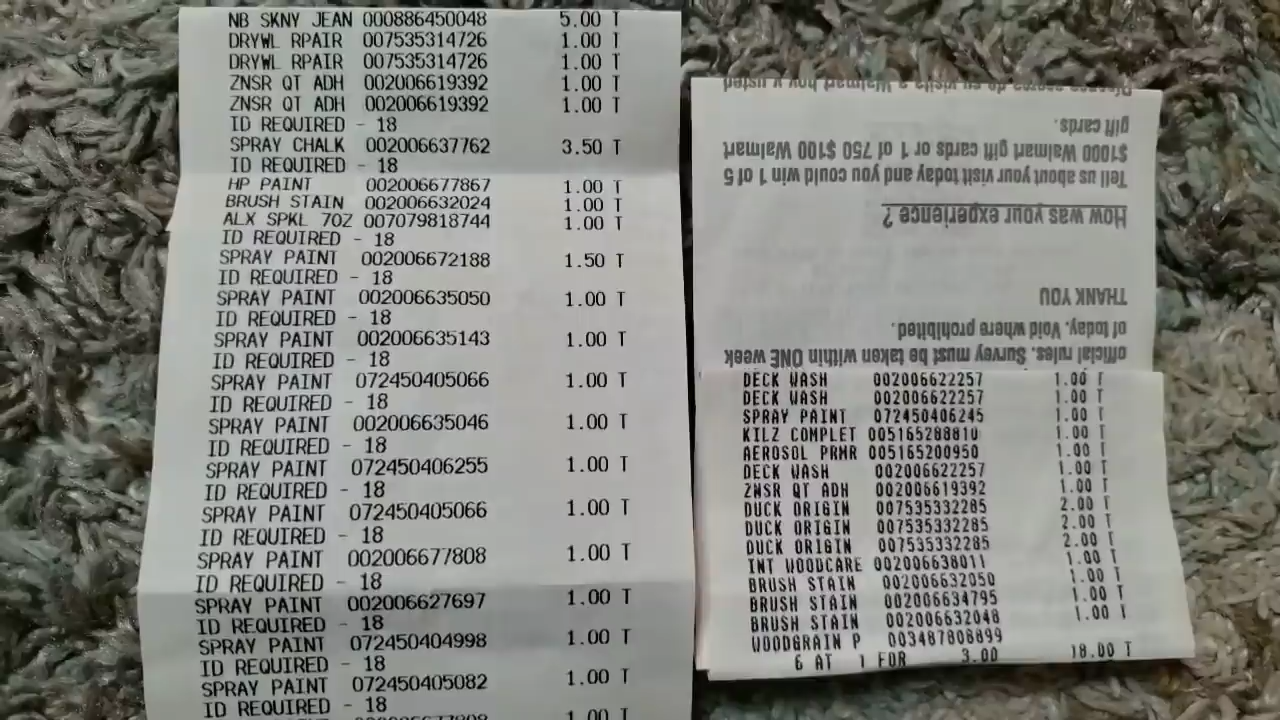 NB SKNY JEAN 000886450048 5.00 T
DRYWL RPAIR 007535314726 1.00 T
DRYWL RPAIR 007535314726 1.00 T
ZNSR QT ADH 002006619392 1.00 T
ZNSR QT ADH 002006619392 1.00 T
ID REQUIRED - 18
SPRAY CHALK 002006637762 3.50 T
ID REQUIRED - 18
HP PAINT 002006677867 1.00 T
BRUSH STAIN 002006632024 1.00 T
ALX SPKL 7OZ 007079818744 1.00 T
ID REQUIRED - 18
SPRAY PAINT 002006672188 1.50 T
ID REQUIRED - 18
SPRAY PAINT 002006635050 1.00 T
ID REQUIRED - 18
SPRAY PAINT 002006635143 1.00 T
ID REQUIRED - 18
SPRAY PAINT 072450405066 1.00 T
ID REQUIRED - 18
SPRAY PAINT 002006635046 1.00 T
ID REQUIRED - 18
SPRAY PAINT 072450406255 1.00 T
ID REQUIRED - 18
SPRAY PAINT 072450405066 1.00 T
ID REQUIRED - 18
SPRAY PAINT 002006677808 1.00 T
ID REQUIRED - 18
SPRAY PAINT 002006627697 1.00 T
ID REQUIRED - 18
SPRAY PAINT 072450404998 1.00 T
ID REQUIRED - 18
SPRAY PAINT 072450405082 1.00 T
ID REQUIRED - 18
1.00 T
official rules. Survey must be taken within ONE week
of today. Void where prohibited.
THANK YOU
How was your experience ?
Tell us about your visit today and you could win 1 of 5
$1000 Walmart gift cards or 1 of 750 $100 Walmart
gift cards.
Díganos acerca de su visita a Walmart hoy y usted
DECK WASH 002006622257 1.00 T
DECK WASH 002006622257 1.00 T
SPRAY PAINT 072450406245 1.00 T
KILZ COMPLET 005165288810 1.00 T
AEROSOL PRMR 005165200950 1.00 T
DECK WASH 002006622257 1.00 T
ZNSR QT ADH 002006619392 1.00 T
DUCK ORIGIN 007535332285 2.00 T
DUCK ORIGIN 007535332285 2.00 T
DUCK ORIGIN 007535332285 2.00 T
INT WOODCARE 002006638011 1.00 T
BRUSH STAIN 002006632050 1.00 T
BRUSH STAIN 002006634795 1.00 T
BRUSH STAIN 002006632048 1.00 T
WOODGRAIN P 003487808899
6 AT 1 FOR 3.00 18.00 T